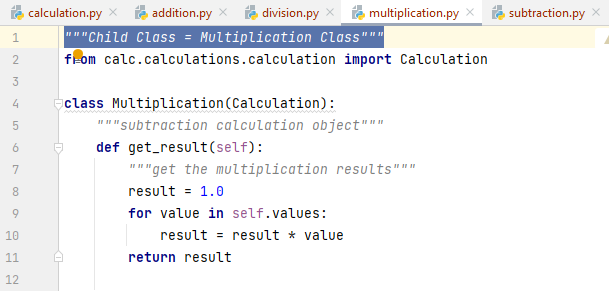 calculation.py addition.py division.py multiplication.py subtraction.py
1 """Child Class = Multiplication Class"""
2 from calc.calculations.calculation import Calculation
3
4 class Multiplication(Calculation):
5     """subtraction calculation object"""
6     def get_result(self):
7         """get the multiplication results"""
8         result = 1.0
9         for value in self.values:
10             result = result * value
11         return result
12